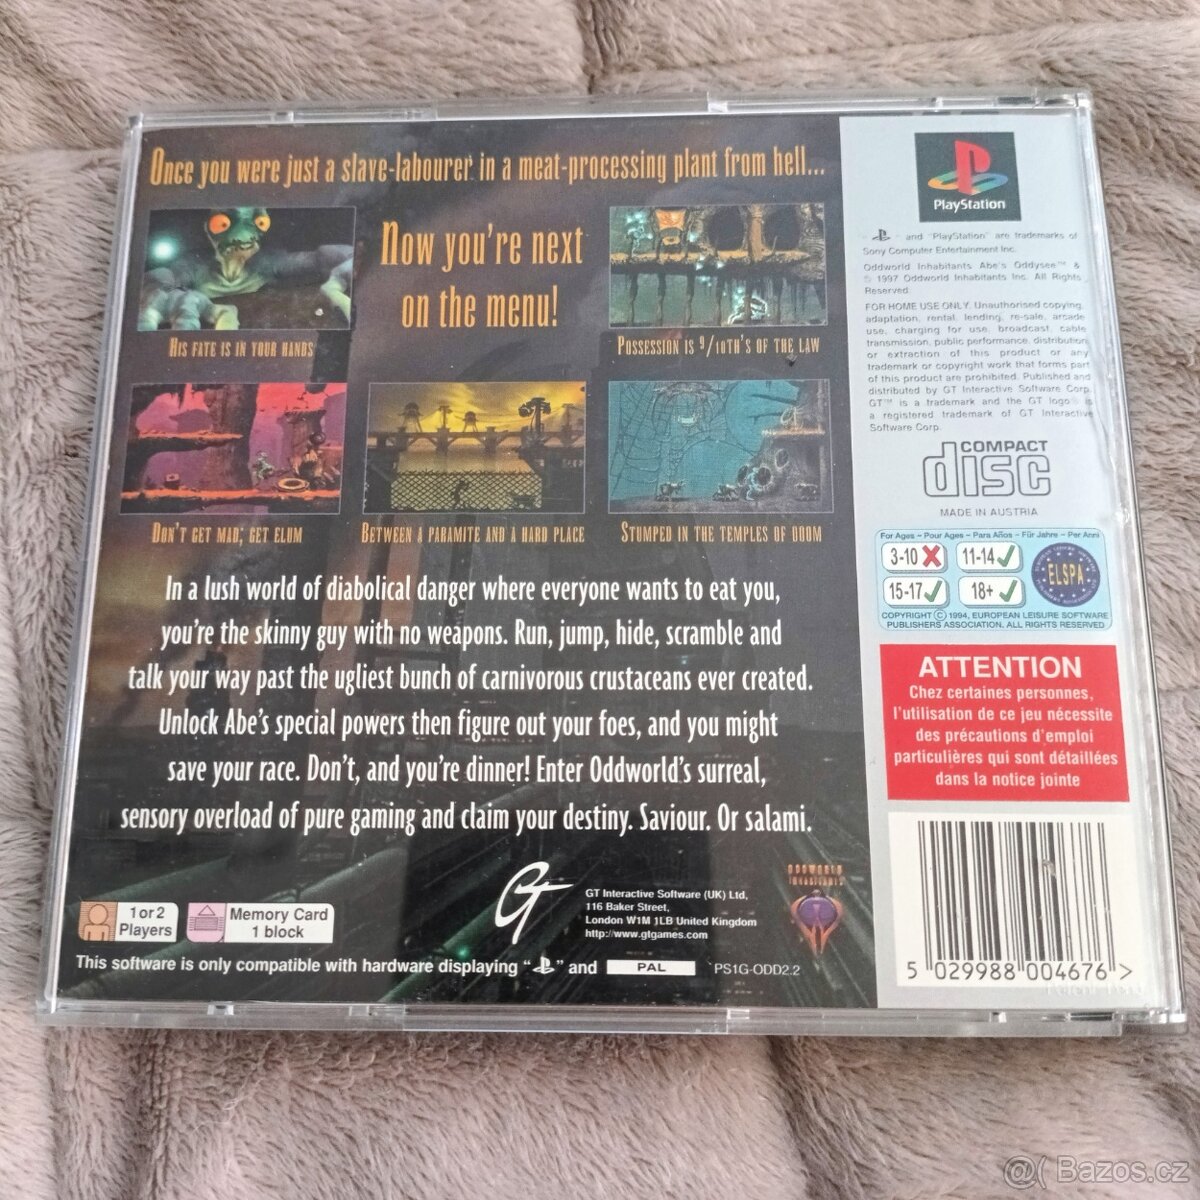 Once you were just a slave-labourer in a meat-processing plant from hell...
Now you're next
on the menu!
His fate is in your hands
Possession is 9/10th's of the law
Don't get mad; get Elum
Between a Paramite and a hard place
Stumped in the Temples of Doom
In a lush world of diabolical danger where everyone wants to eat you,
you're the skinny guy with no weapons. Run, jump, hide, scramble and
talk your way past the ugliest bunch of carnivorous crustaceans ever created.
Unlock Abe's special powers then figure out your foes, and you might
save your race. Don't, and you're dinner! Enter Oddworld's surreal,
sensory overload of pure gaming and claim your destiny. Saviour. Or salami.
1 or 2
Players
Memory Card
1 block
GT
GT Interactive Software (UK) Ltd,
116 Baker Street,
London W1M 1LB United Kingdom
http://www.gtgames.com
ODDWORLD
INHABITANTS
This software is only compatible with hardware displaying " " and PAL PS1G-ODD2.2
PlayStation
and "PlayStation" are trademarks of
Sony Computer Entertainment Inc.
Oddworld Inhabitants Abe's Oddysee™ &
© 1997 Oddworld Inhabitants Inc. All Rights
Reserved.
FOR HOME USE ONLY. Unauthorised copying,
adaptation, rental, lending, re-sale, arcade
use, charging for use, broadcast, cable
transmission, public performance, distribution
or extraction of this product or any
trademark or copyright work that forms part
of this product are prohibited. Published and
distributed by GT Interactive Software Corp.
GT™ is a trademark and the GT logo® is
a registered trademark of GT Interactive
Software Corp.
COMPACT
disc
MADE IN AUSTRIA
For Ages - Pour Ages - Para Años - Für Jahre - Per Anni
3-10 11-14
15-17 18+
ELSPA
COPYRIGHT © 1994, EUROPEAN LEISURE SOFTWARE
PUBLISHERS ASSOCIATION. ALL RIGHTS RESERVED
ATTENTION
Chez certaines personnes,
l'utilisation de ce jeu nécessite
des précautions d'emploi
particulières qui sont détaillées
dans la notice jointe
5 029988 004676 >
@( Bazos.cz